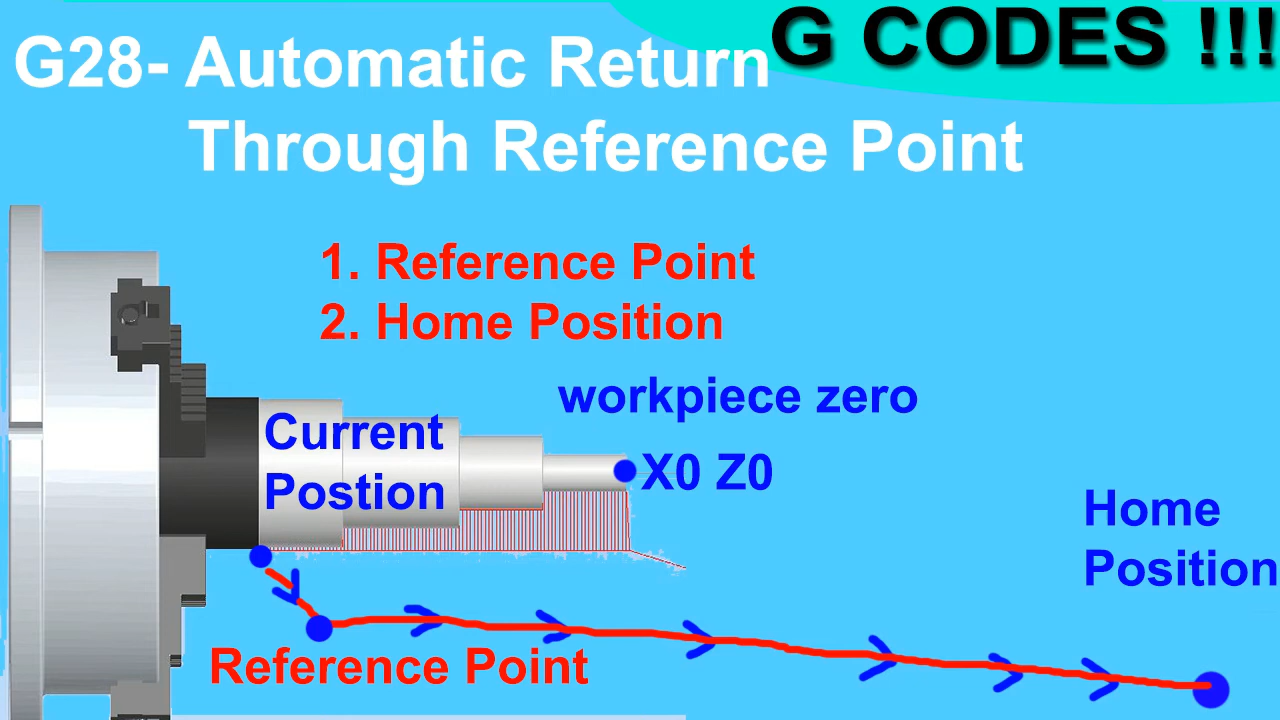 G CODES !!!
G28- Automatic Return
Through Reference Point
1. Reference Point
2. Home Position
workpiece zero
Current
Postion
X0 Z0
Home
Position
Reference Point